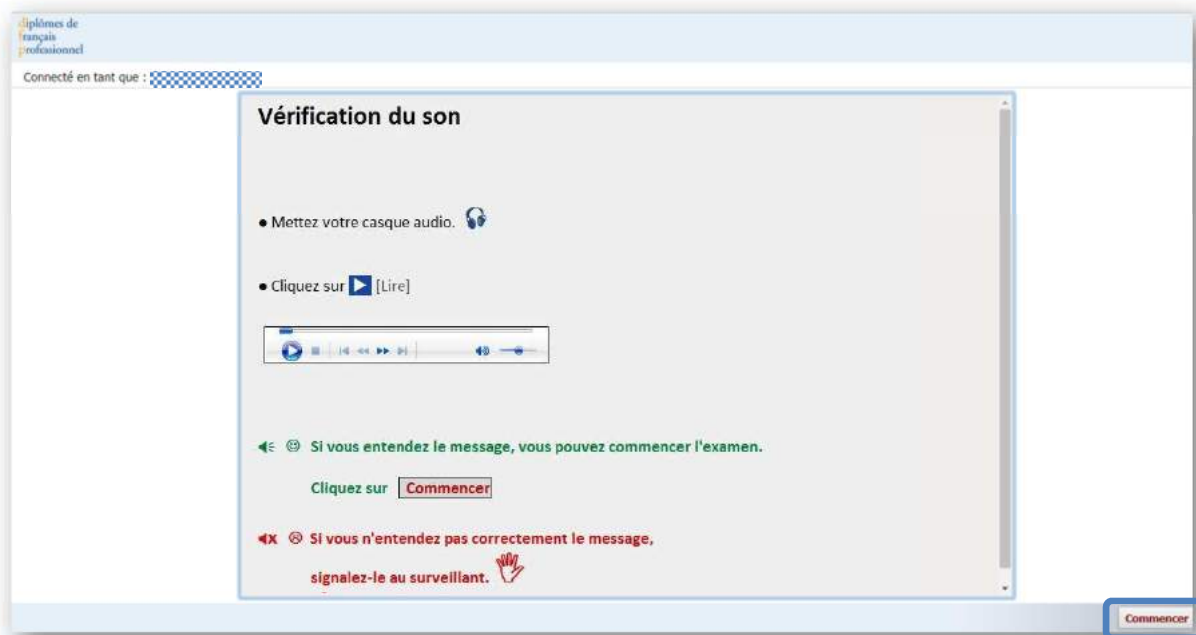 diplômes de
français
professionnel
Connecté en tant que :
Vérification du son
• Mettez votre casque audio.
• Cliquez sur [Lire]
Si vous entendez le message, vous pouvez commencer l'examen.
Cliquez sur Commencer
Si vous n'entendez pas correctement le message,
signalez-le au surveillant.
Commencer